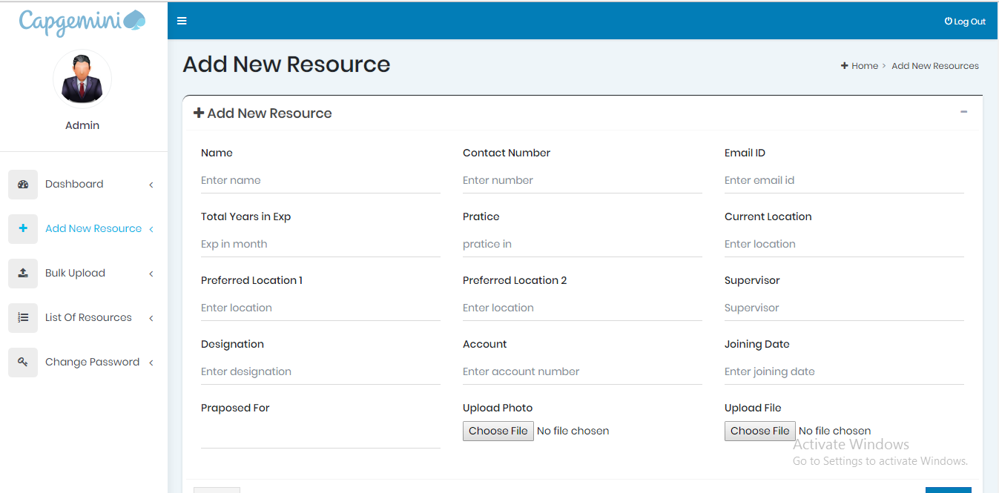 Capgemini
Log Out
Admin
Add New Resource
Home > Add New Resources
Dashboard
Add New Resource
Bulk Upload
List Of Resources
Change Password
Add New Resource
Name Contact Number Email ID
Enter name Enter number Enter email id
Total Years in Exp Pratice Current Location
Exp in month pratice in Enter location
Preferred Location 1 Preferred Location 2 Supervisor
Enter location Enter location Supervisor
Designation Account Joining Date
Enter designation Enter account number Enter joining date
Praposed For Upload Photo Upload File
Choose File No file chosen Choose File No file chosen
Activate Windows
Go to Settings to activate Windows.